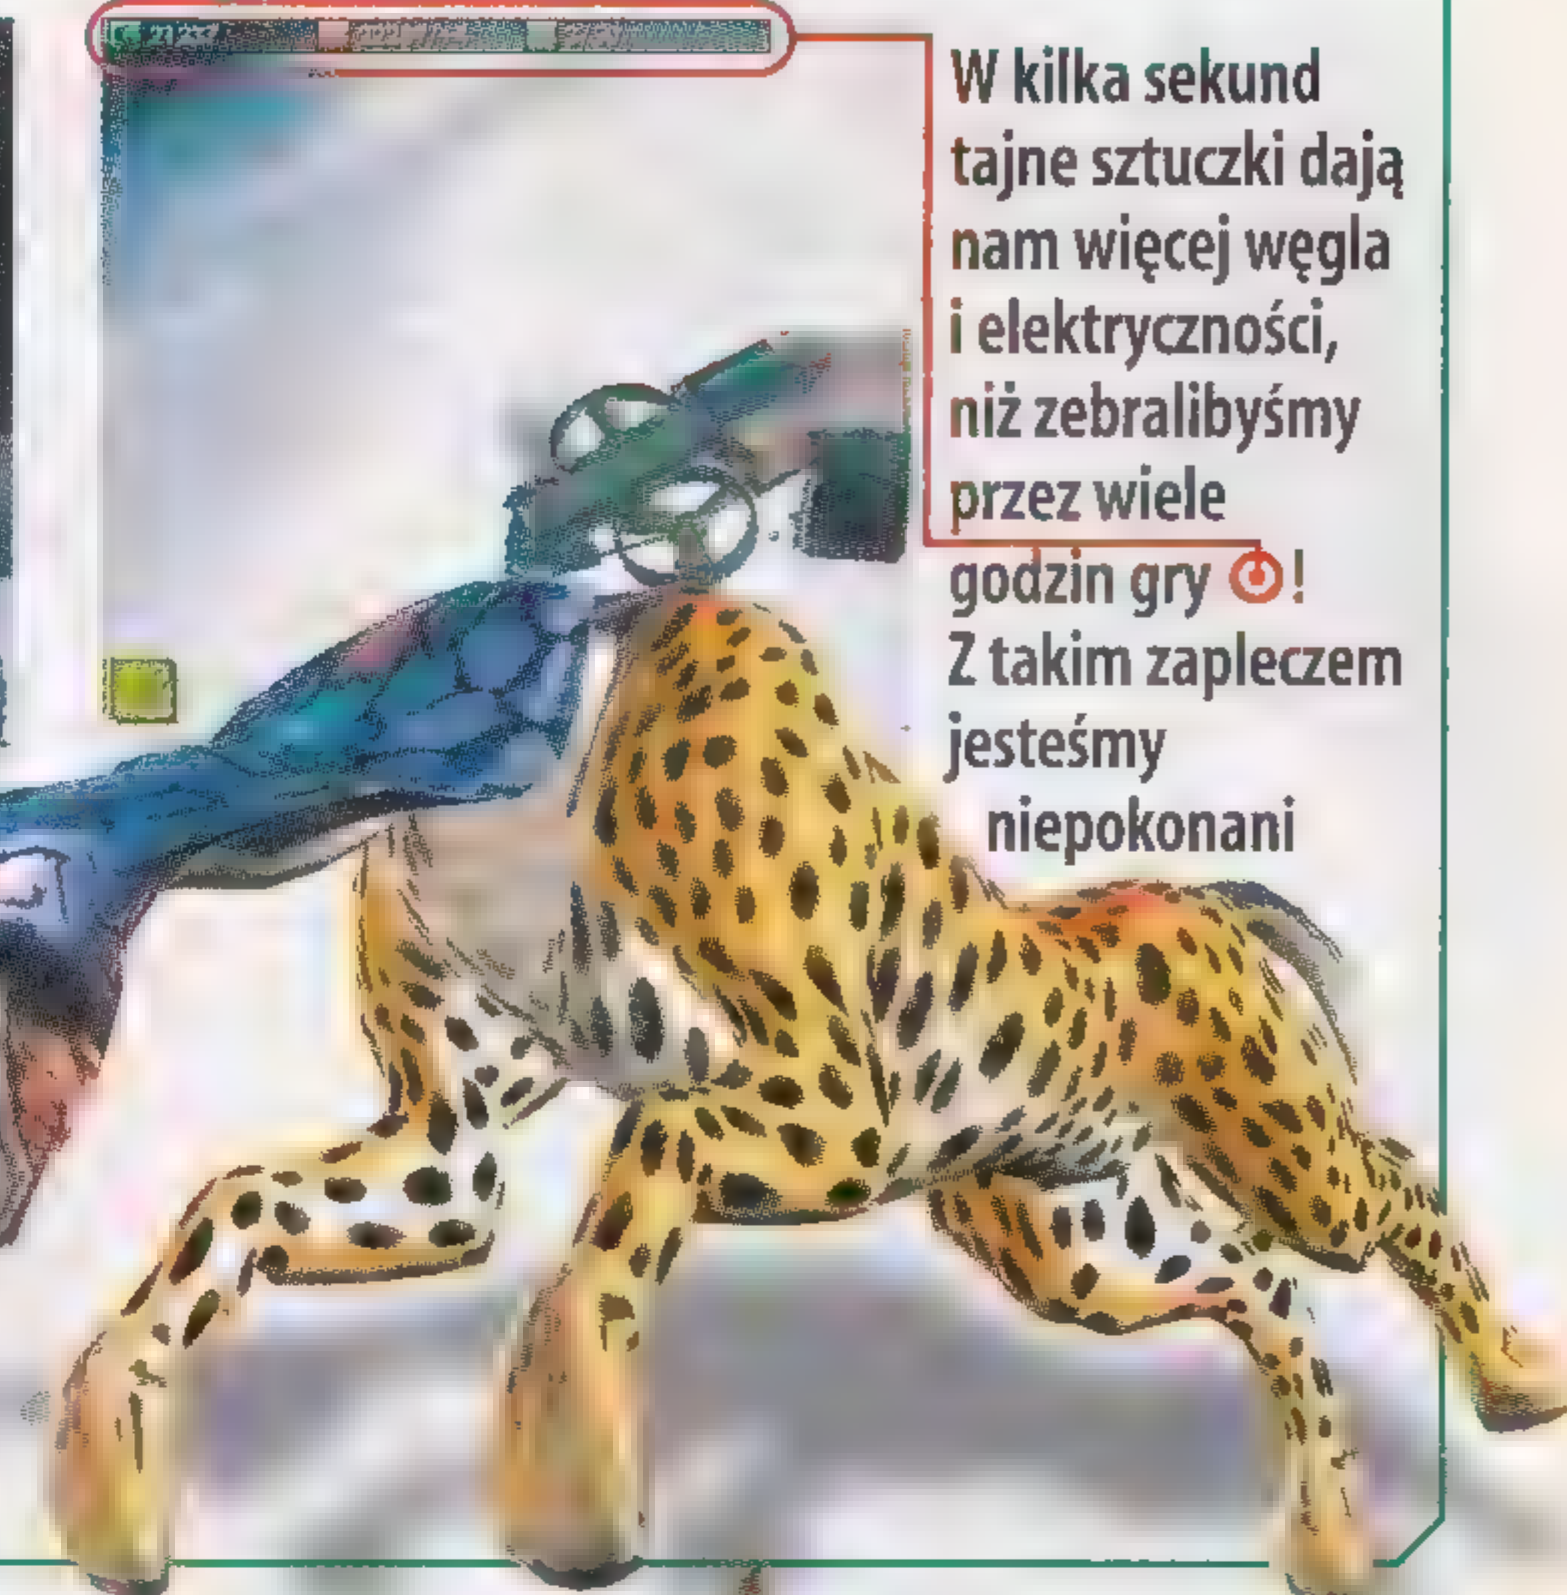 W kilka sekund
tajne sztuczki dają
nam więcej węgla
i elektryczności,
niż zebralibyśmy
przez wiele
godzin gry !
Z takim zapleczem
jesteśmy
niepokonani